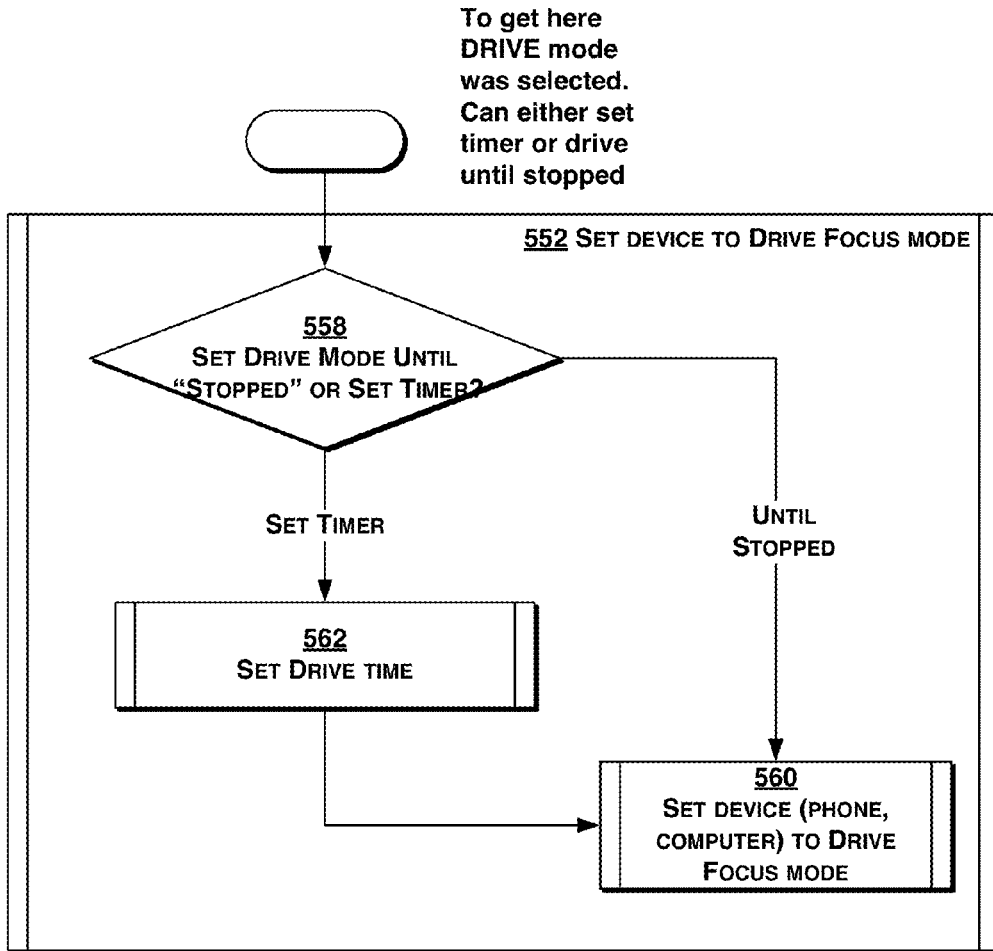 To get here
DRIVE mode
was selected.
Can either set
timer or drive
until stopped
552 SET DEVICE TO DRIVE FOCUS MODE
558
SET DRIVE MODE UNTIL
“STOPPED” OR SET TIMER?
SET TIMER
UNTIL
STOPPED
562
SET DRIVE TIME
560
SET DEVICE (PHONE,
COMPUTER) TO DRIVE
FOCUS MODE